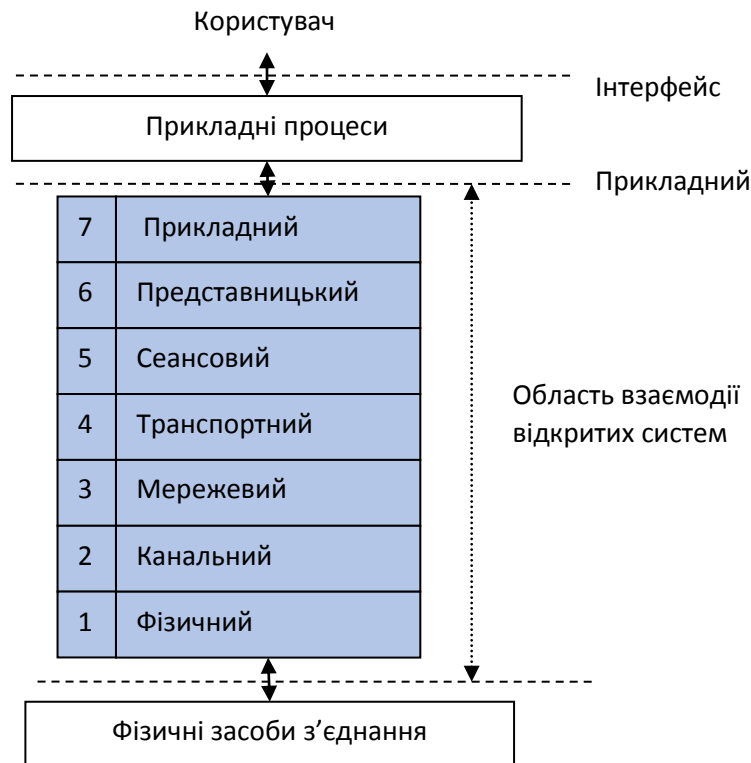 Користувач
Інтерфейс
Прикладні процеси
Прикладний
7 Прикладний
6 Представницький
5 Сеансовий
4 Транспортний
3 Мережевий
2 Канальний
1 Фізичний
Область взаємодії
відкритих систем
Фізичні засоби з’єднання